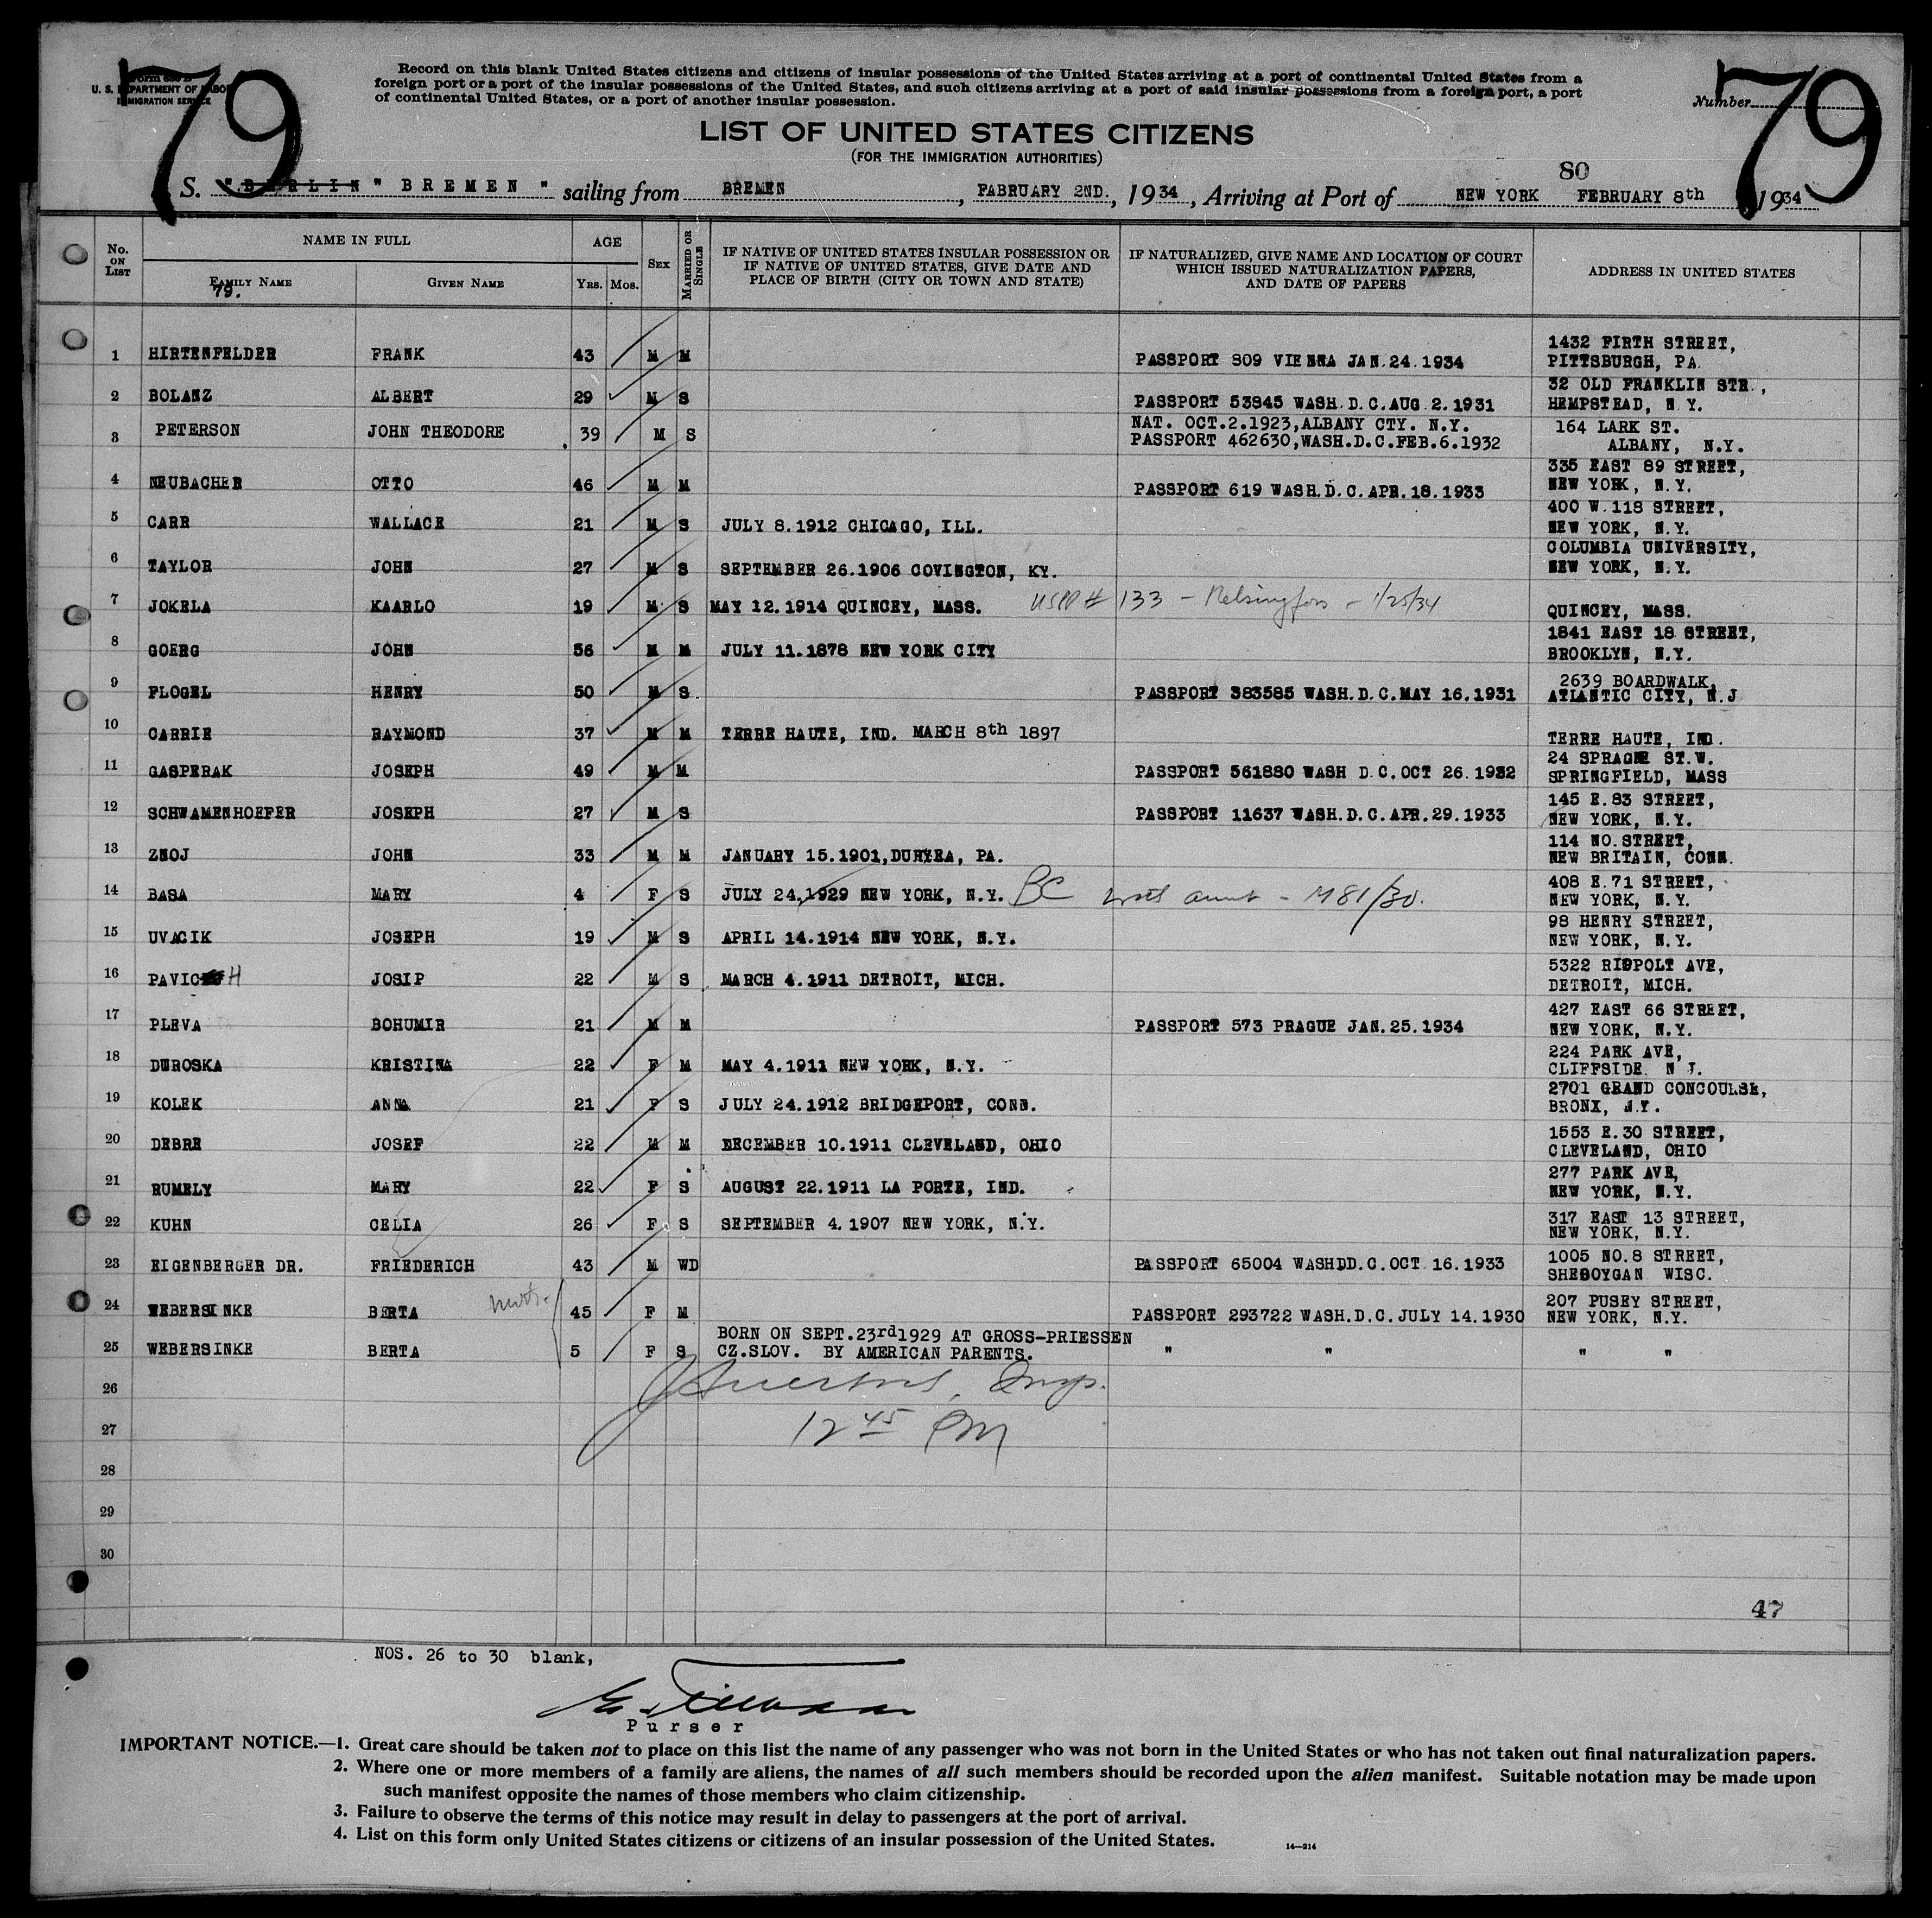 79
79
Form 630 B
U. S. DEPARTMENT OF LABOR
IMMIGRATION SERVICE
Record on this blank United States citizens and citizens of insular possessions of the United States arriving at a port of continental United States from a
foreign port or a port of the insular possessions of the United States, and such citizens arriving at a port of said insular possessions from a foreign port, a port
of continental United States, or a port of another insular possession.
Number
LIST OF UNITED STATES CITIZENS
(FOR THE IMMIGRATION AUTHORITIES)
80
S. "BERLIN" BREMEN " sailing from BREMEN, FABRUARY 2ND., 1934, Arriving at Port of NEW YORK FEBRUARY 8th 1934
No. ON LIST
NAME IN FULL
FAMILY NAME
79.
GIVEN NAME
AGE
Yrs. Mos.
SEX
MARRIED OR SINGLE
IF NATIVE OF UNITED STATES INSULAR POSSESSION OR
IF NATIVE OF UNITED STATES, GIVE DATE AND
PLACE OF BIRTH (CITY OR TOWN AND STATE)
IF NATURALIZED, GIVE NAME AND LOCATION OF COURT
WHICH ISSUED NATURALIZATION PAPERS,
AND DATE OF PAPERS
ADDRESS IN UNITED STATES
1 HIRTENFELDER FRANK 43 M M PASSPORT 809 VIENNA JAN.24.1934 1432 FIRTH STREET,
PITTSBURGH, PA.
2 BOLANZ ALBERT 29 M S PASSPORT 53845 WASH.D.C.AUG.2.1931 32 OLD FRANKLIN STR.,
HEMPSTEAD, N.Y.
3 PETERSON JOHN THEODORE 39 M S NAT. OCT.2.1923,ALBANY CTY. N.Y. 164 LARK ST.
PASSPORT 462630,WASH.D.C.FEB.6.1932 ALBANY, N.Y.
4 NEUBACHER OTTO 46 M M PASSPORT 619 WASH.D.C.APR.18.1933 335 EAST 89 STREET,
NEW YORK, N.Y.
5 CARR WALLACE 21 M S JULY 8.1912 CHICAGO, ILL. 400 W.118 STREET,
NEW YORK, N.Y.
6 TAYLOR JOHN 27 M S SEPTEMBER 26.1906 COVINGTON, KY. COLUMBIA UNIVERSITY,
NEW YORK, N.Y.
7 JOKELA KAARLO 19 M S MAY 12.1914 QUINCEY, MASS. USPP # 133 - Helsingfors - 1/25/34 QUINCEY, MASS.
8 GOERG JOHN 56 M M JULY 11.1878 NEW YORK CITY 1841 EAST 18 STREET,
BROOKLYN, N.Y.
9 FLOGEL HENRY 50 M S PASSPORT 383585 WASH.D.C.MAY 16.1931 2639 BOARDWALK,
ATLANTIC CITY, N.J
10 CARRIE RAYMOND 37 M M TERRE HAUTE, IND. MARCH 8th 1897 TERRE HAUTE, IND.
11 GASPERAK JOSEPH 49 M M PASSPORT 561880 WASH D.C.OCT 26.1932 24 SPRAGUE ST.W.
SPRINGFIELD, MASS
12 SCHWAMENHOEFER JOSEPH 27 M S PASSPORT 11637 WASH.D.C.APR.29.1933 145 E.83 STREET,
NEW YORK, N.Y.
13 ZNOJ JOHN 33 M M JANUARY 15.1901,DURYEA, PA. 114 NO.STREET,
NEW BRITAIN, CONN.
14 BASA MARY 4 F S JULY 24.1929 NEW YORK, N.Y. BC with aunt - M 81/30. 408 E.71 STREET,
NEW YORK, N.Y.
15 UVACIK JOSEPH 19 M S APRIL 14.1914 NEW YORK, N.Y. 98 HENRY STREET,
NEW YORK, N.Y.
16 PAVICH JOSIP 22 M S MARCH 4.1911 DETROIT, MICH. 5322 RIPPOLT AVE,
DETROIT, MICH.
17 PLEVA BOHUMIR 21 M M PASSPORT 573 PRAGUE JAN.25.1934 427 EAST 66 STREET,
NEW YORK, N.Y.
18 DUROSKA KRISTINA 22 F M MAY 4.1911 NEW YORK, N.Y. 224 PARK AVE,
CLIFFSIDE N J.
19 KOLEK ANNA 21 F S JULY 24.1912 BRIDGEPORT, CONN. 2701 GRAND CONCOURSE,
BRONX, N.Y.
20 DEBRE JOSEF 22 M M DECEMBER 10.1911 CLEVELAND, OHIO 1553 E.30 STREET,
CLEVELAND, OHIO
21 RUMELY MARY 22 F S AUGUST 22.1911 LA PORTE, IND. 277 PARK AVE,
NEW YORK, N.Y.
22 KUHN CELIA 26 F S SEPTEMBER 4.1907 NEW YORK, N.Y. 317 EAST 13 STREET,
NEW YORK, N.Y.
23 EIGENBERGER DR. FRIEDERICH 43 M WD PASSPORT 65004 WASHDD.C.OCT 16.1933 1005 NO.8 STREET,
SHEBOYGAN WISC.
24 WEBERSINKE BERTA 45 F M PASSPORT 293722 WASH.D.C.JULY 14.1930 207 PUSEY STREET,
NEW YORK, N.Y.
25 WEBERSINKE BERTA 5 F S BORN ON SEPT.23rd1929 AT GROSS-PRIESSEN
CZ.SLOV. BY AMERICAN PARENTS. " " " "
26
Insp.
27
12 45 PM
28
29
30
47
NOS. 26 to 30 blank,
Purser
IMPORTANT NOTICE.—1. Great care should be taken not to place on this list the name of any passenger who was not born in the United States or who has not taken out final naturalization papers.
2. Where one or more members of a family are aliens, the names of all such members should be recorded upon the alien manifest. Suitable notation may be made upon
such manifest opposite the names of those members who claim citizenship.
3. Failure to observe the terms of this notice may result in delay to passengers at the port of arrival.
4. List on this form only United States citizens or citizens of an insular possession of the United States.
14—214